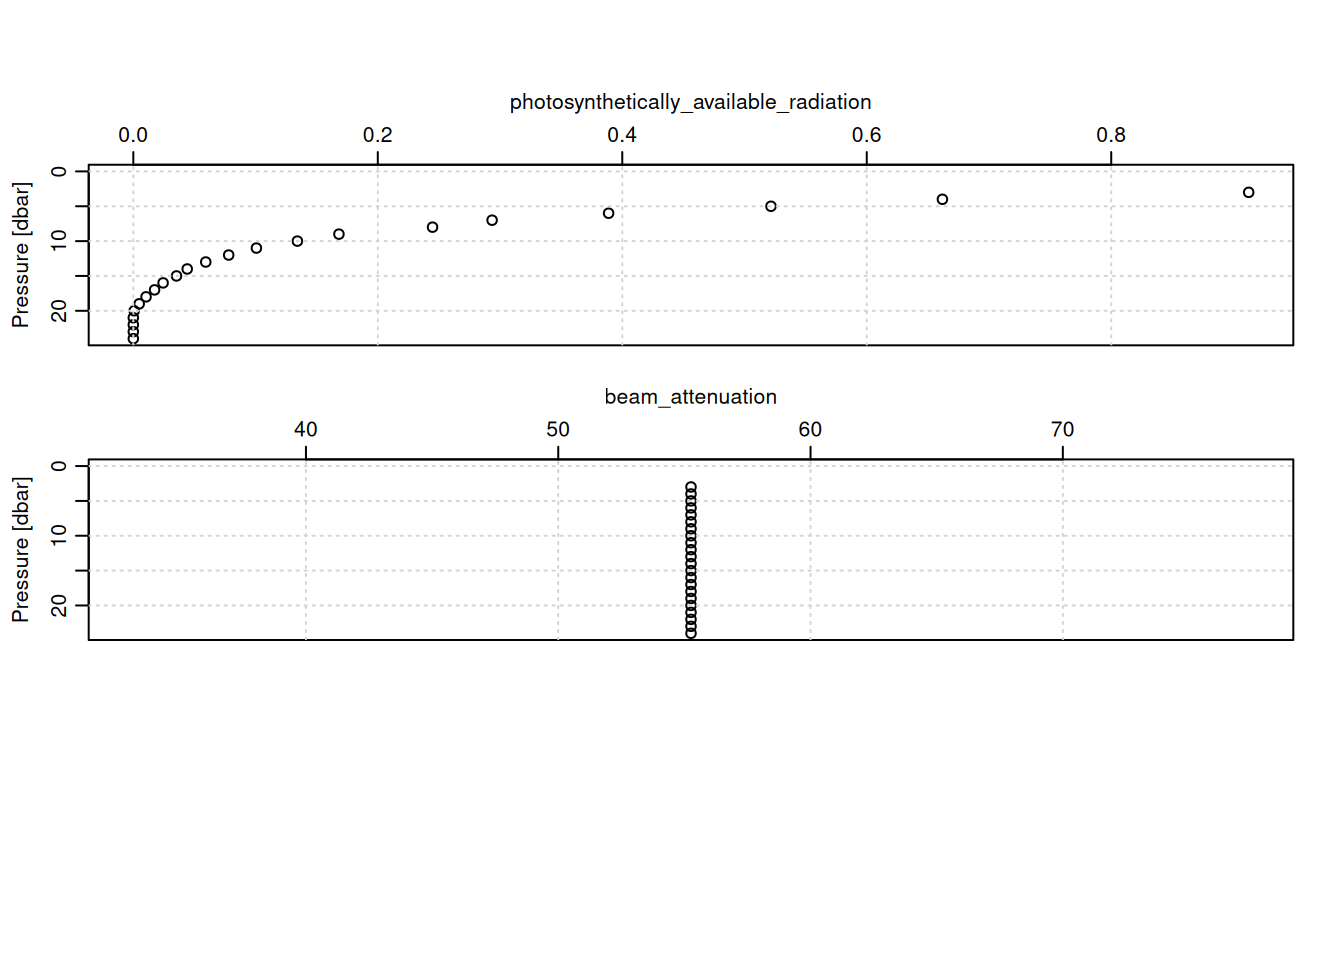 photosynthetically_available_radiation
0.0 0.2 0.4 0.6 0.8
Pressure [dbar]
0
10
20
beam_attenuation
40 50 60 70
Pressure [dbar]
0
10
20